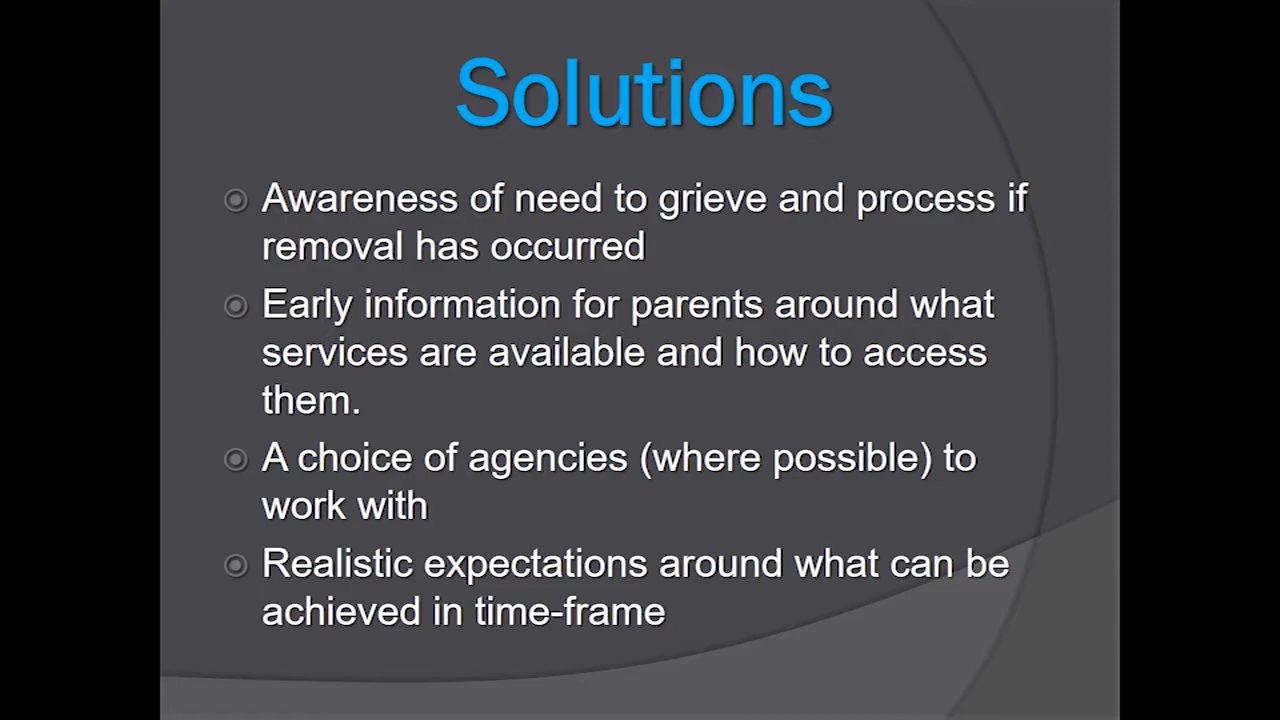 Solutions
Awareness of need to grieve and process if
removal has occurred
Early information for parents around what
services are available and how to access
them.
A choice of agencies (where possible) to
work with
Realistic expectations around what can be
achieved in time-frame